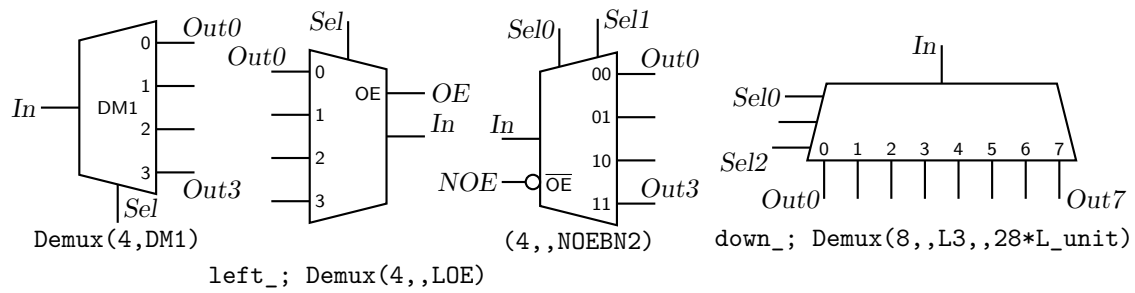 In
DM1
0
1
2
3
Out0
Out3
Sel
Demux(4,DM1)
Sel
Out0
0
1
2
3
OE
OE
In
left_; Demux(4,,LOE)
Sel0
Sel1
In
NOE
OE
00
01
10
11
Out0
Out3
(4,,NOEBN2)
In
Sel0
Sel2
0 1 2 3 4 5 6 7
Out0
Out7
down_; Demux(8,,L3,,28*L_unit)